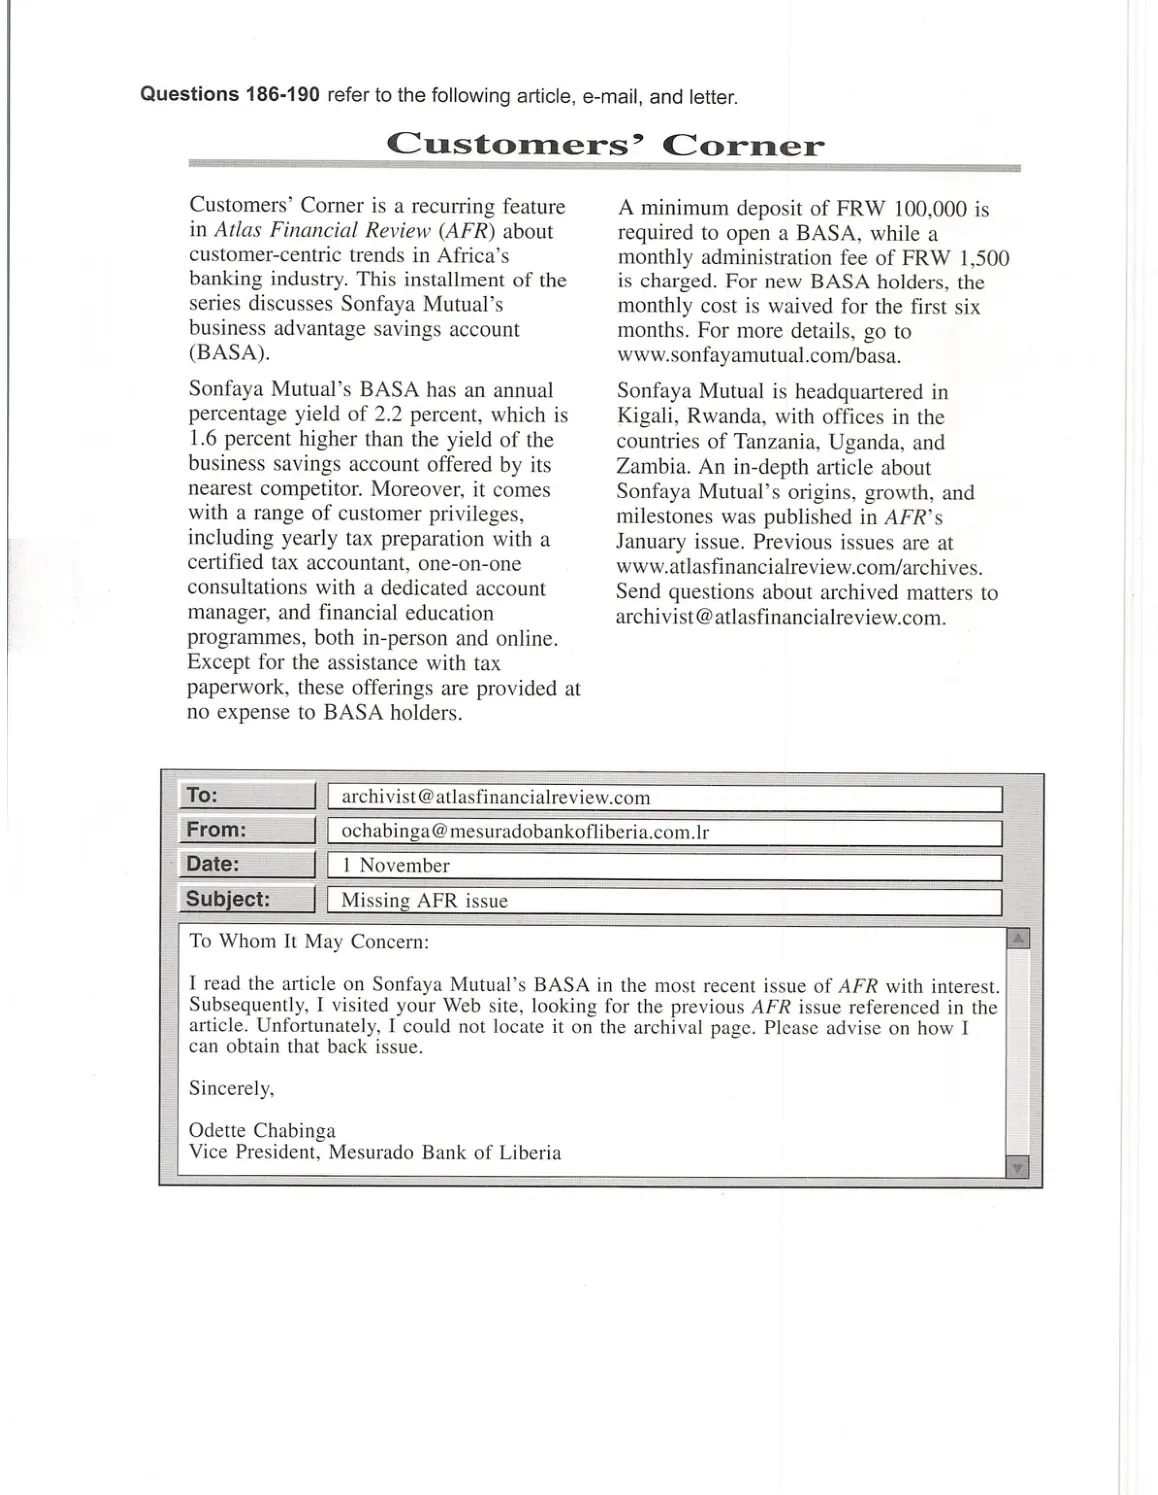 Questions 186-190 refer to the following article, e-mail, and letter.
Customers' Corner
Customers' Corner is a recurring feature
in Atlas Financial Review (AFR) about
customer-centric trends in Africa's
banking industry. This installment of the
series discusses Sonfaya Mutual's
business advantage savings account
(BASA).
Sonfaya Mutual's BASA has an annual
percentage yield of 2.2 percent, which is
1.6 percent higher than the yield of the
business savings account offered by its
nearest competitor. Moreover, it comes
with a range of customer privileges,
including yearly tax preparation with a
certified tax accountant, one-on-one
consultations with a dedicated account
manager, and financial education
programmes, both in-person and online.
Except for the assistance with tax
paperwork, these offerings are provided at
no expense to BASA holders.
A minimum deposit of FRW 100,000 is
required to open a BASA, while a
monthly administration fee of FRW 1,500
is charged. For new BASA holders, the
monthly cost is waived for the first six
months. For more details, go to
www.sonfayamutual.com/basa.
Sonfaya Mutual is headquartered in
Kigali, Rwanda, with offices in the
countries of Tanzania, Uganda, and
Zambia. An in-depth article about
Sonfaya Mutual's origins, growth, and
milestones was published in AFR's
January issue. Previous issues are at
www.atlasfinancialreview.com/archives.
Send questions about archived matters to
archivist@atlasfinancialreview.com.
To: archivist@atlasfinancialreview.com
From: ochabinga@mesuradobankofliberia.com.lr
Date: 1 November
Subject: Missing AFR issue
To Whom It May Concern:
I read the article on Sonfaya Mutual's BASA in the most recent issue of AFR with interest.
Subsequently, I visited your Web site, looking for the previous AFR issue referenced in the
article. Unfortunately, I could not locate it on the archival page. Please advise on how I
can obtain that back issue.
Sincerely,
Odette Chabinga
Vice President, Mesurado Bank of Liberia